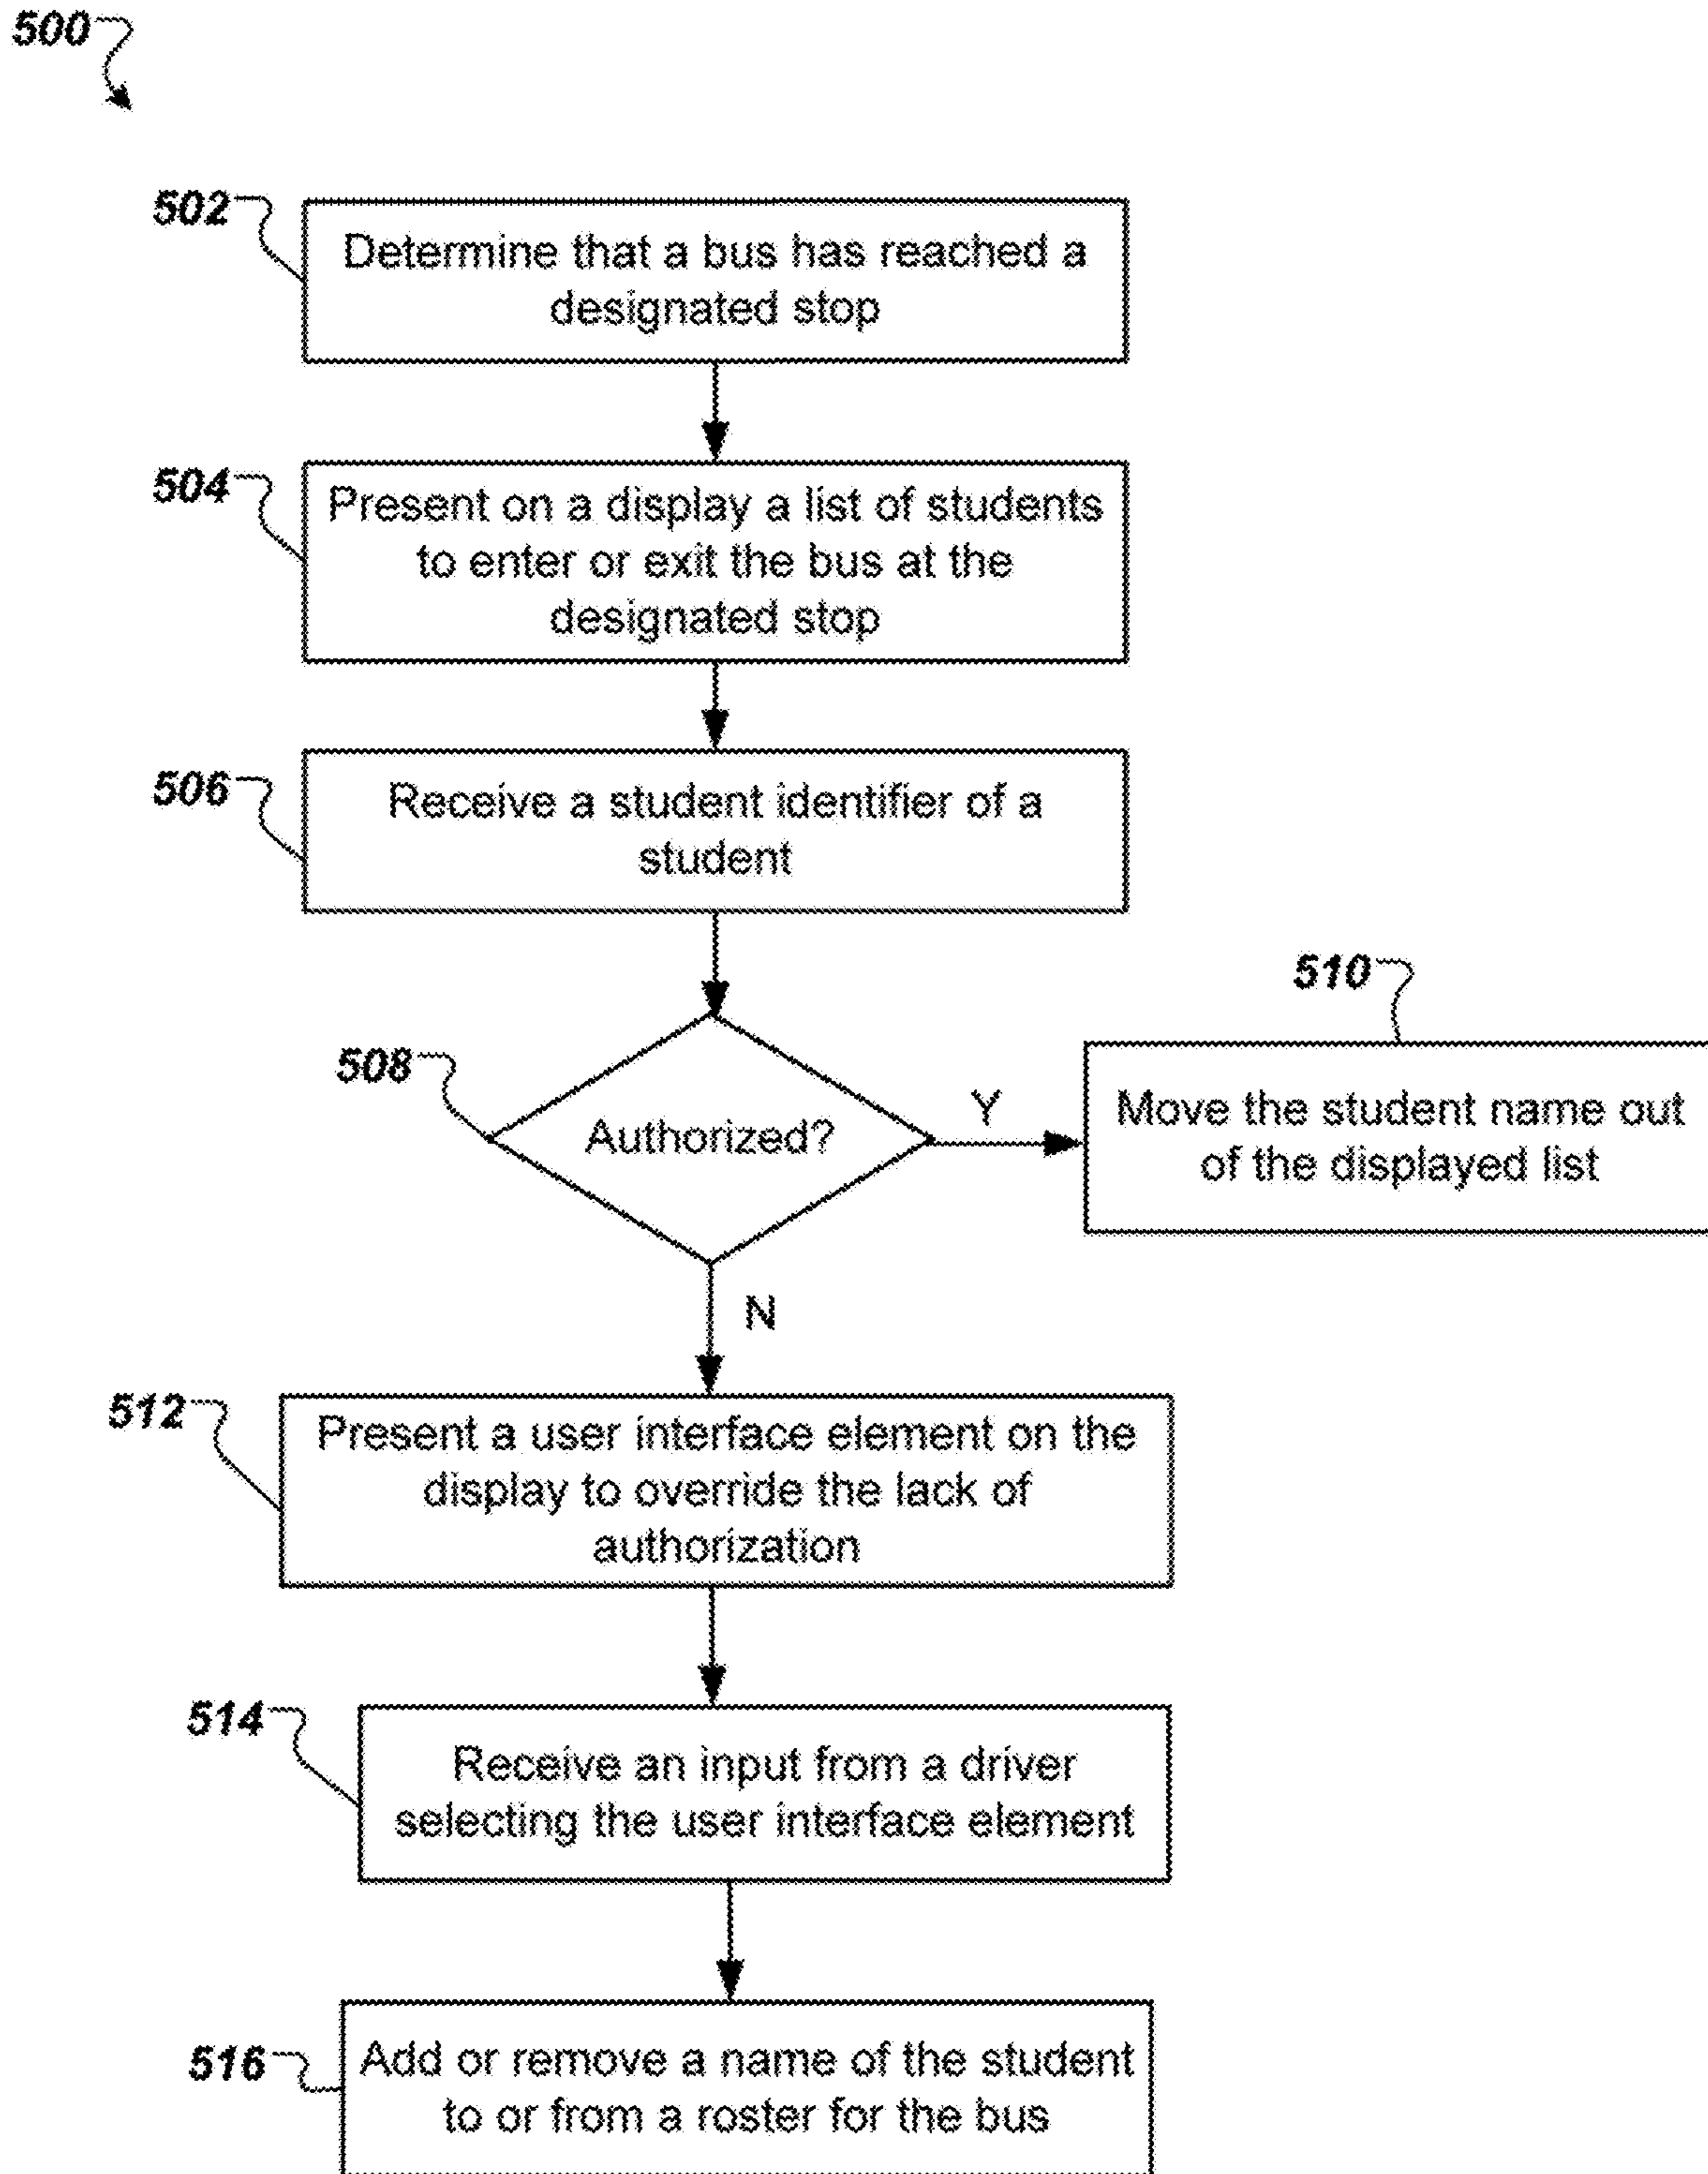 500
502
Determine that a bus has reached a
designated stop
504
Present on a display a list of students
to enter or exit the bus at the
designated stop
506
Receive a student identifier of a
student
508
Authorized?
Y
510
Move the student name out
of the displayed list
N
512
Present a user interface element on the
display to override the lack of
authorization
514
Receive an input from a driver
selecting the user interface element
516
Add or remove a name of the student
to or from a roster for the bus